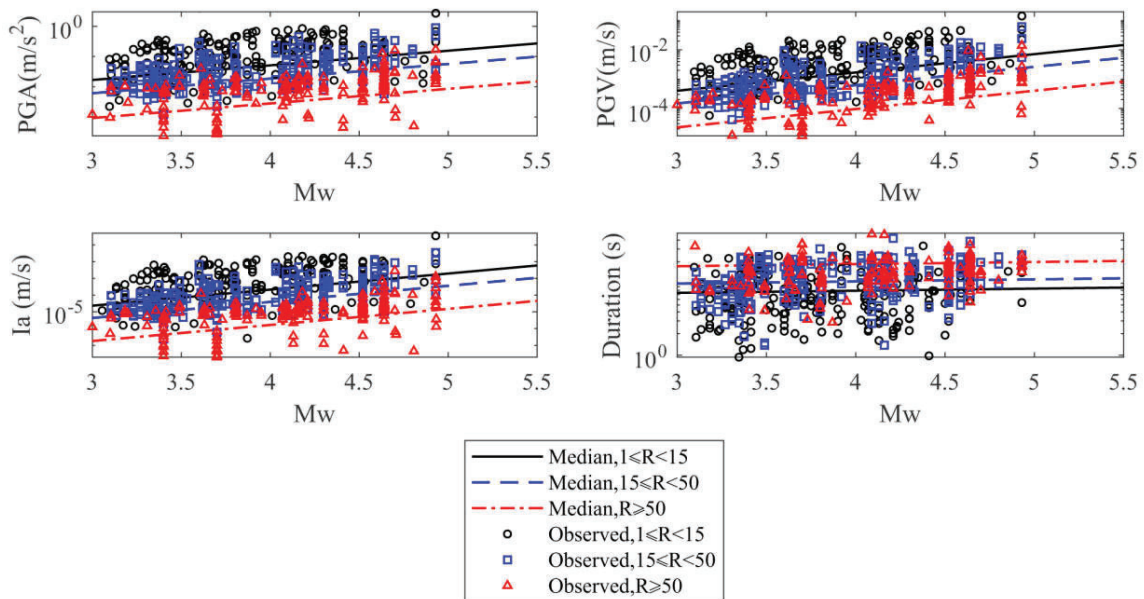 10⁰
PGA(m/s²)
3 3.5 4 4.5 5 5.5
Mw
10⁻²
10⁻⁴
PGV(m/s)
3 3.5 4 4.5 5 5.5
Mw
10⁻⁵
Ia (m/s)
3 3.5 4 4.5 5 5.5
Mw
10⁰
Duration (s)
3 3.5 4 4.5 5 5.5
Mw
Median,1⩽R<15
Median,15⩽R<50
Median,R⩾50
Observed,1⩽R<15
Observed,15⩽R<50
Observed,R⩾50